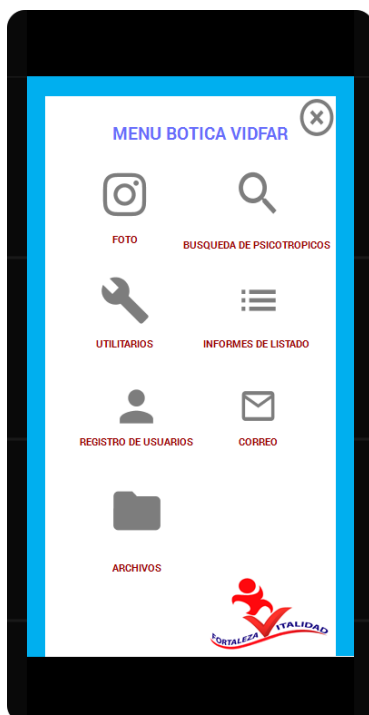 MENU BOTICA VIDFAR
FOTO
BUSQUEDA DE PSICOTROPICOS
UTILITARIOS
INFORMES DE LISTADO
REGISTRO DE USUARIOS
CORREO
ARCHIVOS
FORTALEZA VITALIDAD